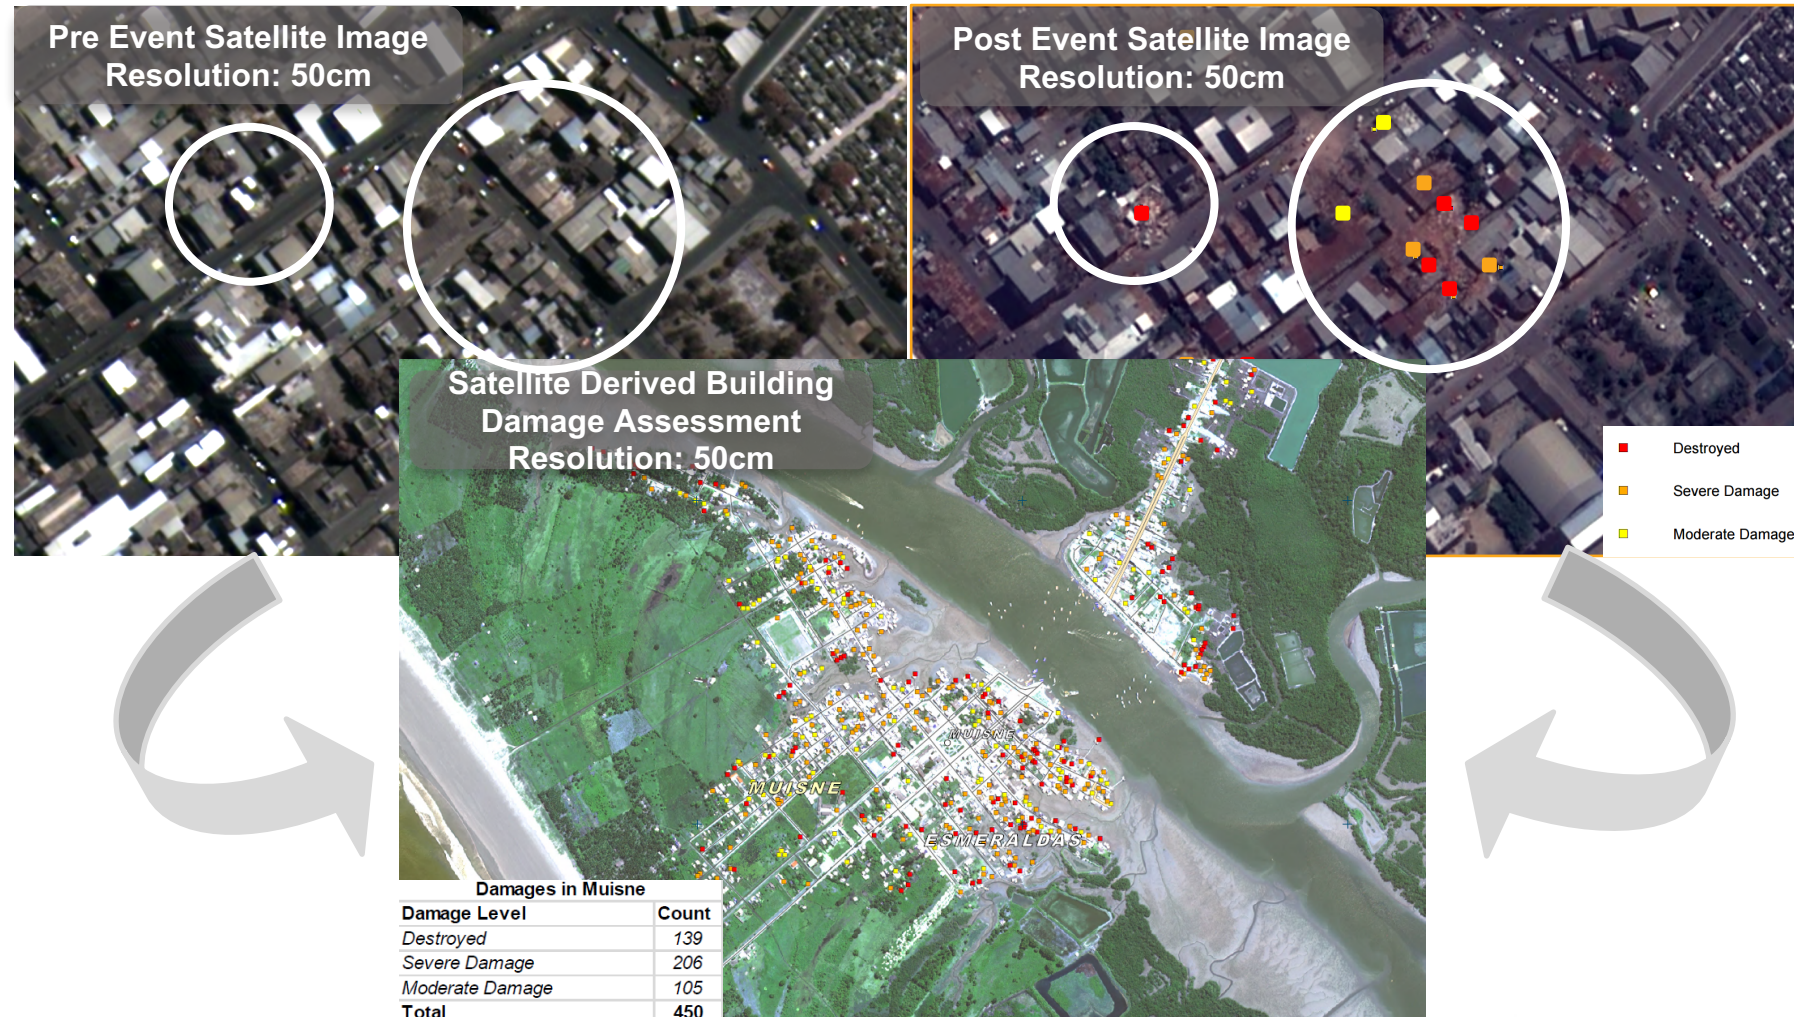 Pre Event Satellite Image
Resolution: 50cm
Post Event Satellite Image
Resolution: 50cm
Satellite Derived Building
Damage Assessment
Resolution: 50cm
Destroyed
Severe Damage
Moderate Damage
MUISNE
MUISNE
ESMERALDAS
Damages in Muisne
Damage Level Count
Destroyed 139
Severe Damage 206
Moderate Damage 105
Total 450